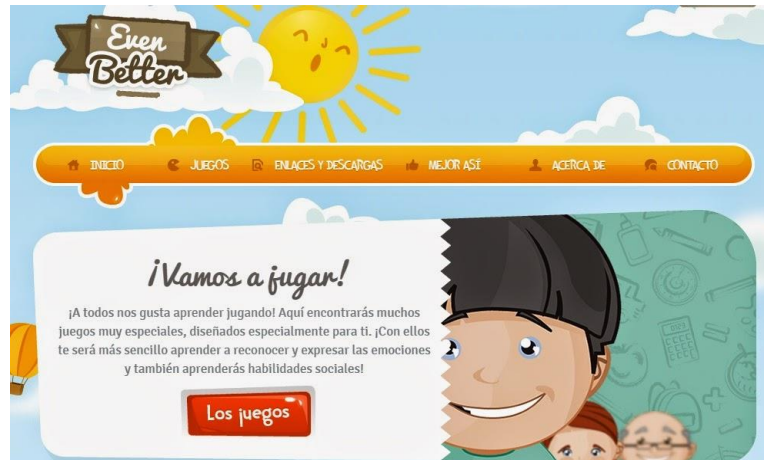 Even
Better
INICIO JUEGOS ENLACES Y DESCARGAS MEJOR ASÍ ACERCA DE CONTACTO
¡Vamos a jugar!
¡A todos nos gusta aprender jugando! Aquí encontrarás muchos
juegos muy especiales, diseñados especialmente para ti. ¡Con ellos
te será más sencillo aprender a reconocer y expresar las emociones
y también aprenderás habilidades sociales!
Los juegos